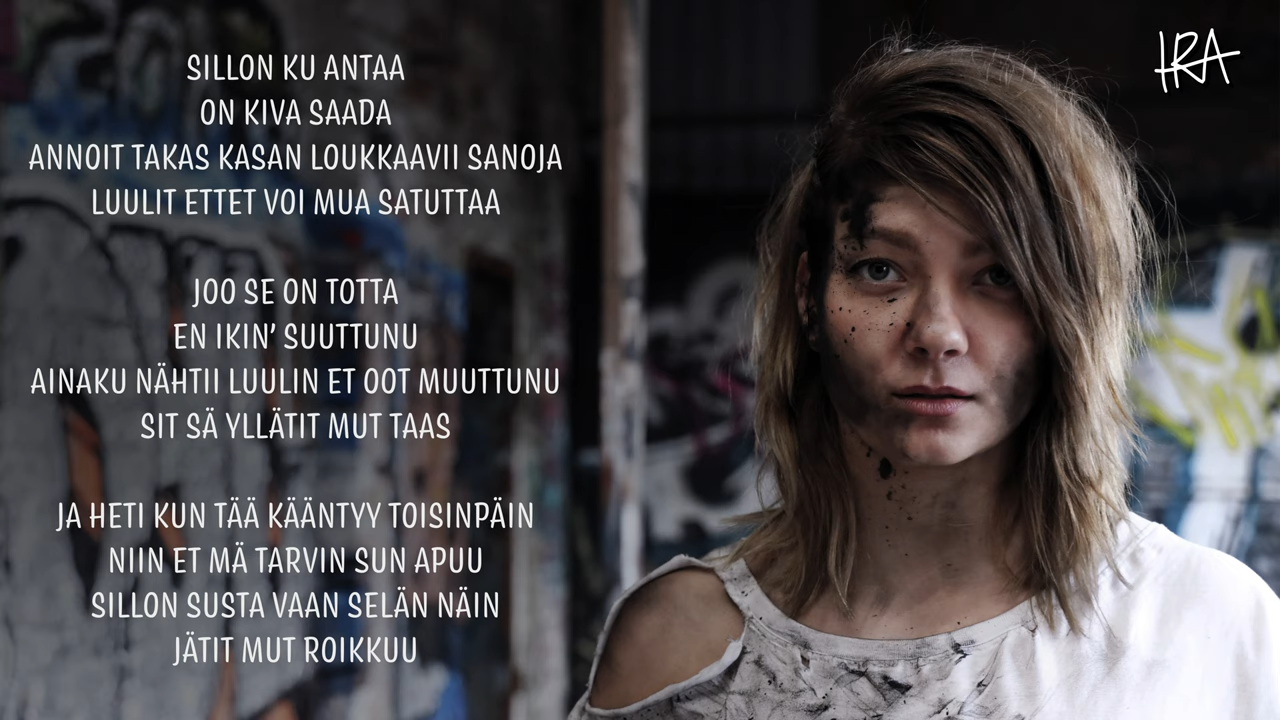 SILLON KU ANTAA
ON KIVA SAADA
ANNOIT TAKAS KASAN LOUKKAAVII SANOJA
LUULIT ETTET VOI MUA SATUTTAA
JOO SE ON TOTTA
EN IKIN' SUUTTUNU
AINAKU NÄHTII LUULIN ET OOT MUUTTUNU
SIT SÄ YLLÄTIT MUT TAAS
JA HETI KUN TÄÄ KÄÄNTYY TOISINPÄIN
NIIN ET MÄ TARVIN SUN APUU
SILLON SUSTA VAAN SELÄN NÄIN
JÄTIT MUT ROIKKUU
IRA